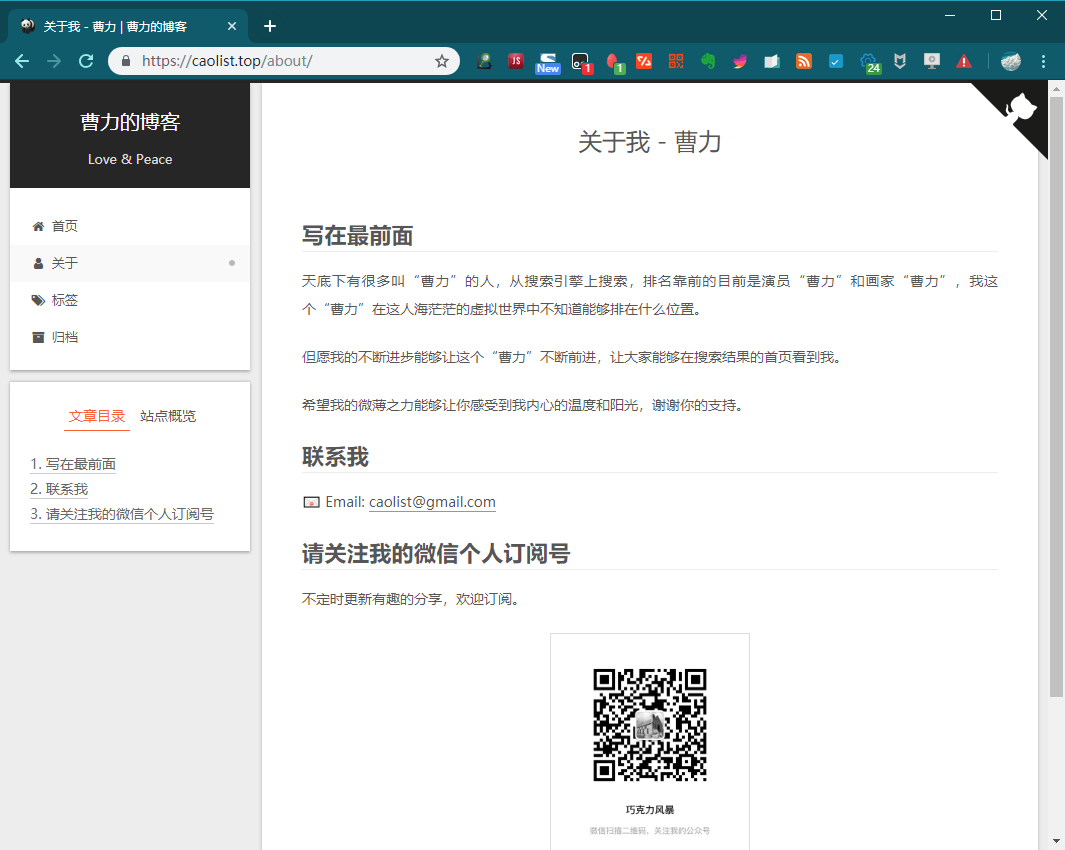 关于我 - 曹力 | 曹力的博客
https://caolist.top/about/
JS
New
1
1
24
曹力的博客
Love & Peace
首页
关于
标签
归档
文章目录 站点概览
1. 写在最前面
2. 联系我
3. 请关注我的微信个人订阅号
关于我 - 曹力
写在最前面
天底下有很多叫“曹力”的人，从搜索引擎上搜索，排名靠前的目前是演员“曹力”和画家“曹力”，我这
个“曹力”在这人海茫茫的虚拟世界中不知道能够排在什么位置。
但愿我的不断进步能够让这个“曹力”不断前进，让大家能够在搜索结果的首页看到我。
希望我的微薄之力能够让你感受到我内心的温度和阳光，谢谢你的支持。
联系我
📧 Email: caolist@gmail.com
请关注我的微信个人订阅号
不定时更新有趣的分享，欢迎订阅。
巧克力风暴
微信扫描二维码，关注我的公众号